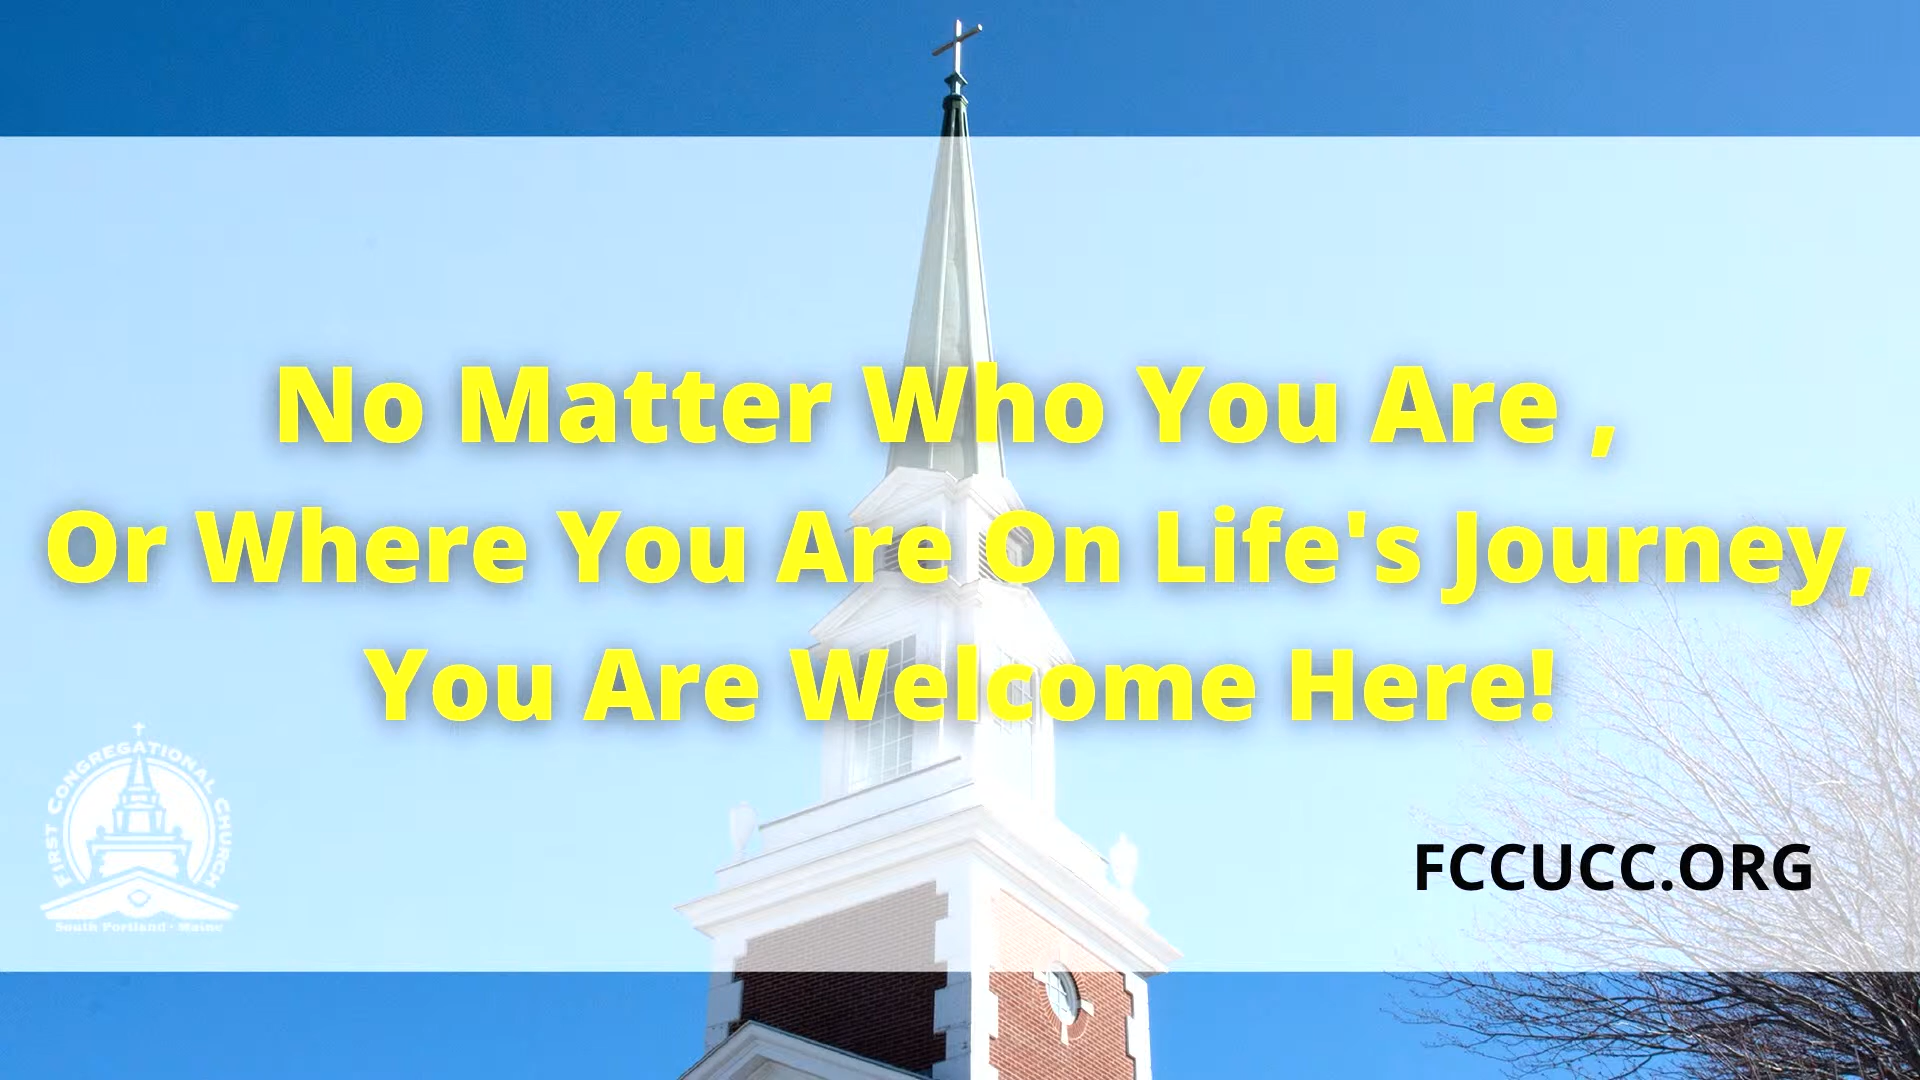 No Matter Who You Are ,
Or Where You Are On Life's Journey,
You Are Welcome Here!
FIRST CONGREGATIONAL CHURCH
South Portland • Maine
FCCUCC.ORG